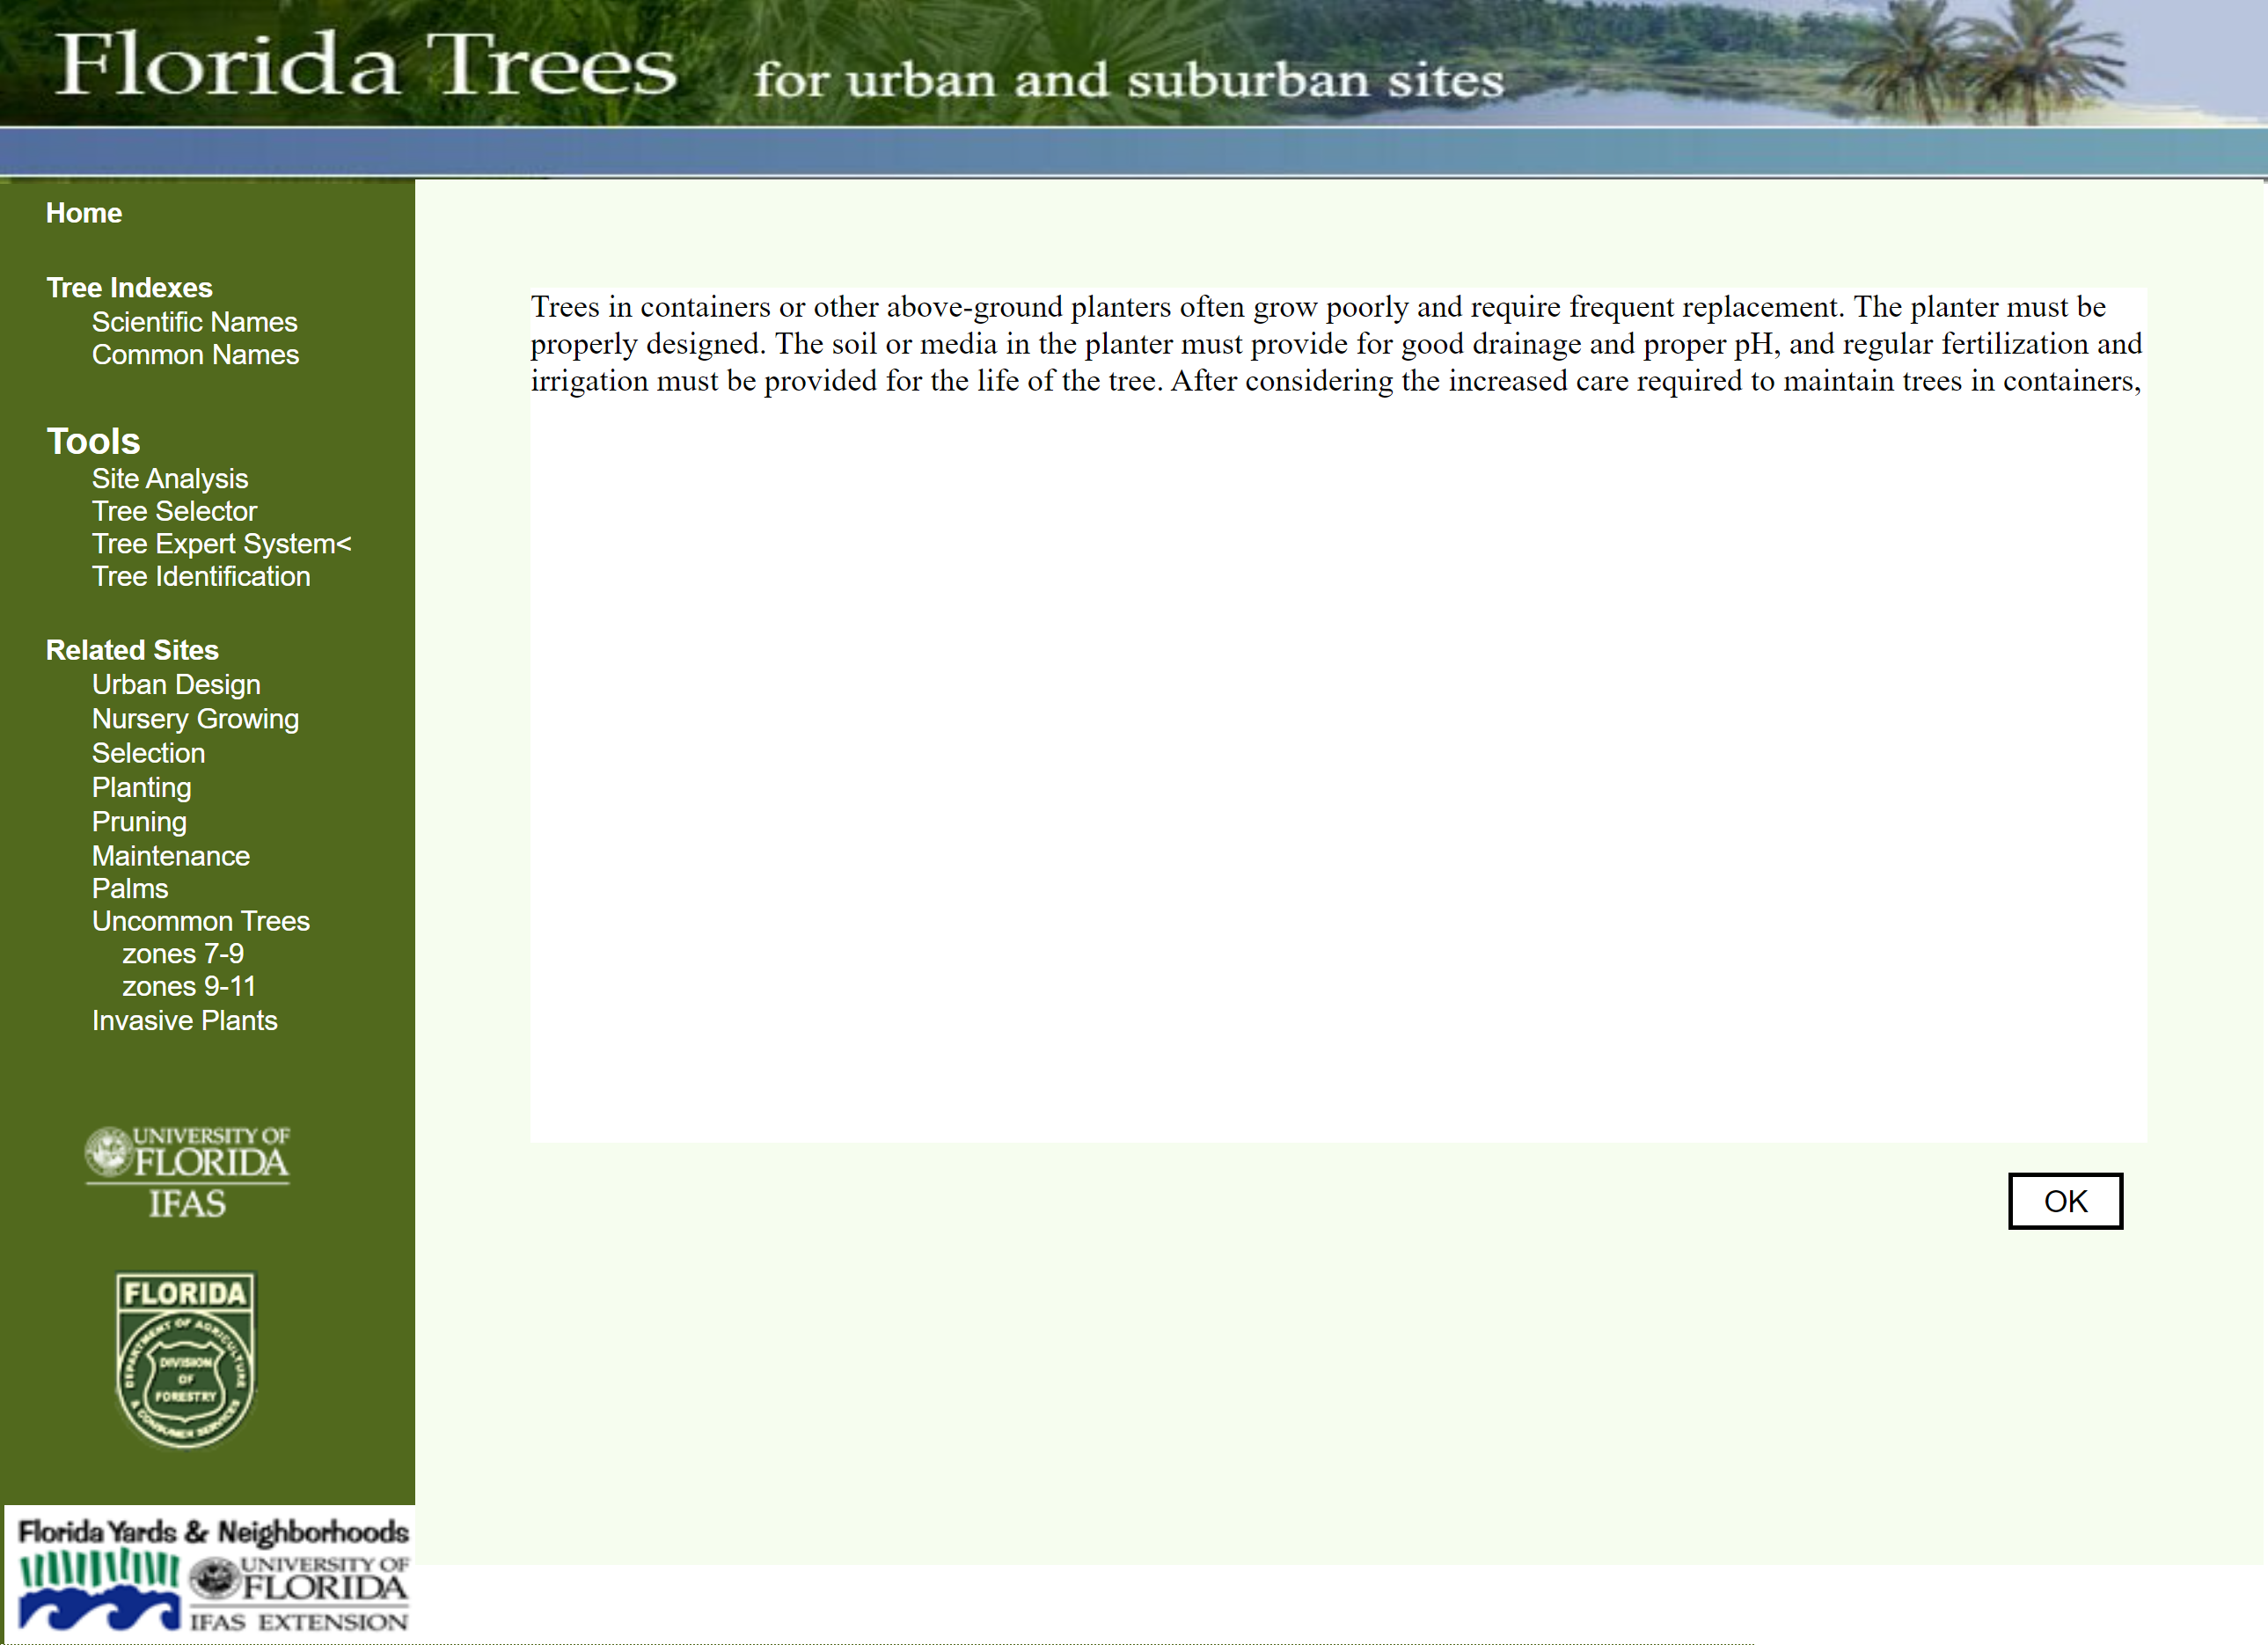 Florida Trees for urban and suburban sites
Home
Tree Indexes
Scientific Names
Common Names
Tools
Site Analysis
Tree Selector
Tree Expert System<
Tree Identification
Related Sites
Urban Design
Nursery Growing
Selection
Planting
Pruning
Maintenance
Palms
Uncommon Trees
zones 7-9
zones 9-11
Invasive Plants
UNIVERSITY OF
FLORIDA
IFAS
FLORIDA
DEPARTMENT OF AGRICULTURE
DIVISION
OF
FORESTRY
& CONSUMER SERVICES
Florida Yards & Neighborhoods
UNIVERSITY OF
FLORIDA
IFAS EXTENSION
Trees in containers or other above-ground planters often grow poorly and require frequent replacement. The planter must be
properly designed. The soil or media in the planter must provide for good drainage and proper pH, and regular fertilization and
irrigation must be provided for the life of the tree. After considering the increased care required to maintain trees in containers,
OK